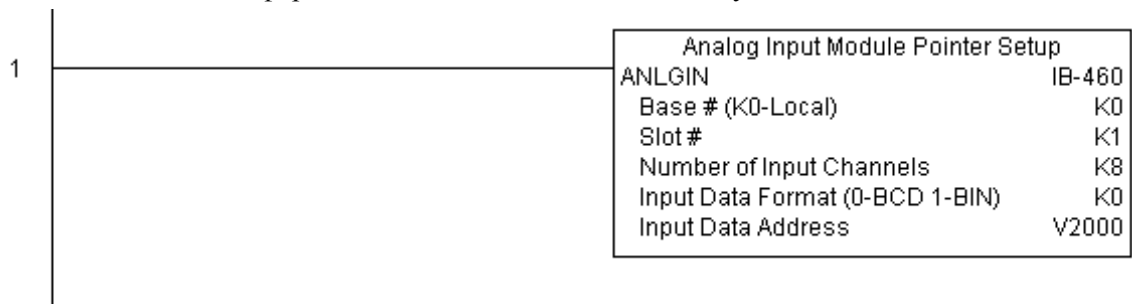 1
Analog Input Module Pointer Setup
ANLGIN IB-460
Base # (K0-Local) K0
Slot # K1
Number of Input Channels K8
Input Data Format (0-BCD 1-BIN) K0
Input Data Address V2000